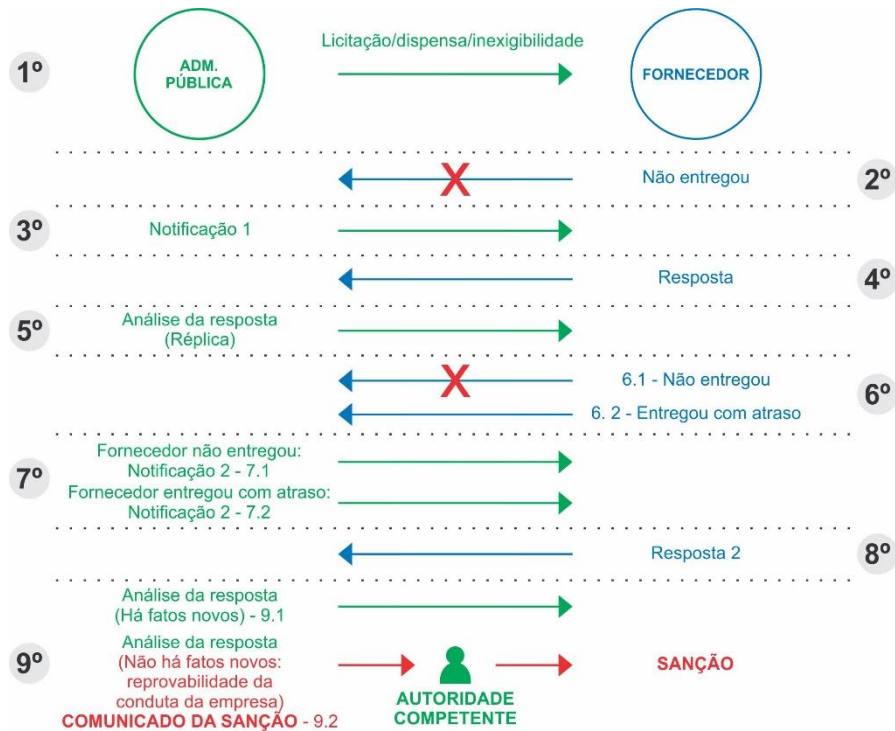 Licitação/dispensa/inexigibilidade
1º
ADM.
PÚBLICA
FORNECEDOR
X
Não entregou
2º
3º
Notificação 1
Resposta
4º
5º
Análise da resposta
(Réplica)
X
6.1 - Não entregou
6. 2 - Entregou com atraso
6º
7º
Fornecedor não entregou:
Notificação 2 - 7.1
Fornecedor entregou com atraso:
Notificação 2 - 7.2
Resposta 2
8º
Análise da resposta
(Há fatos novos) - 9.1
9º
Análise da resposta
(Não há fatos novos:
reprovabilidade da
conduta da empresa)
COMUNICADO DA SANÇÃO - 9.2
AUTORIDADE
COMPETENTE
SANÇÃO